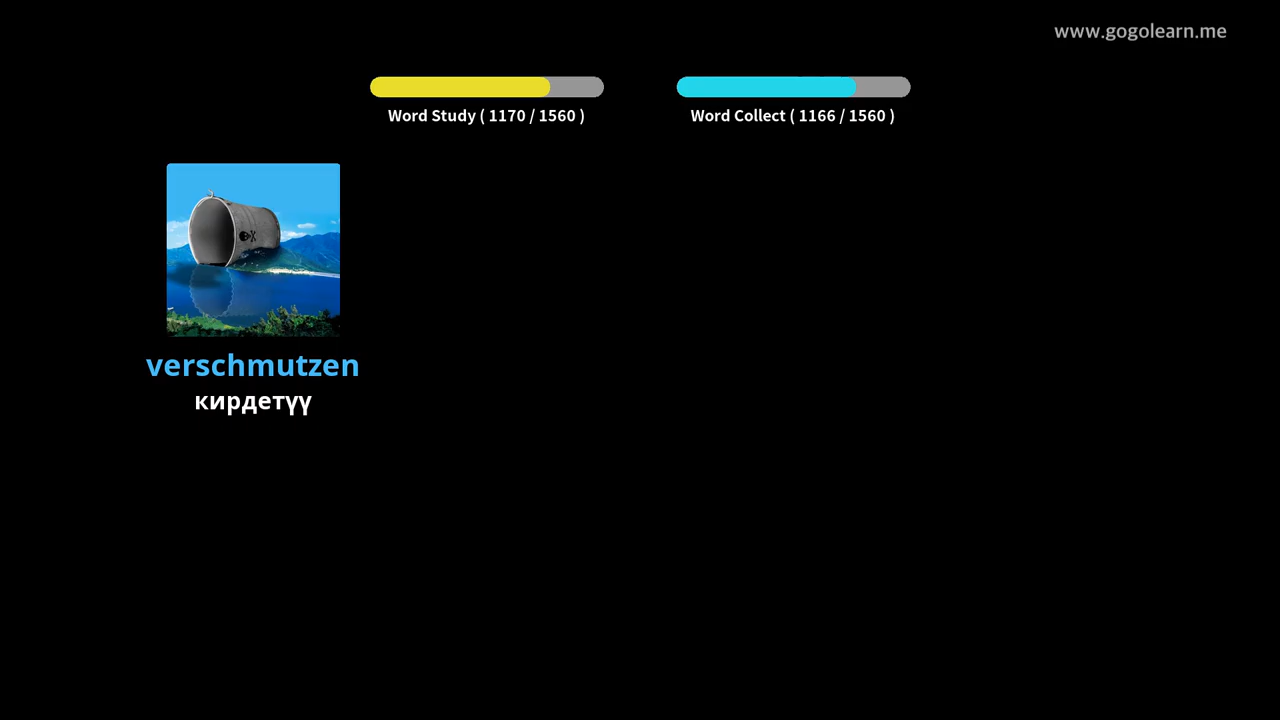 www.gogolearn.me
Word Study ( 1170 / 1560 )
Word Collect ( 1166 / 1560 )
verschmutzen
кирдетүү